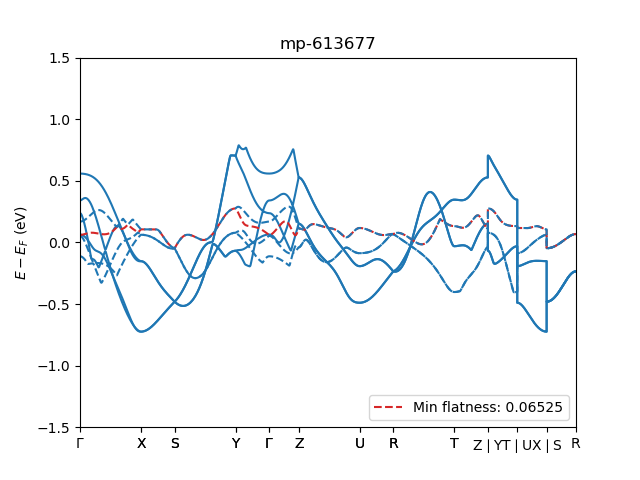 mp-613677
E − E_F (eV)
1.5
1.0
0.5
0.0
−0.5
−1.0
−1.5
Min flatness: 0.06525
Γ X S Y Γ Z U R T Z | YT | UX | S R